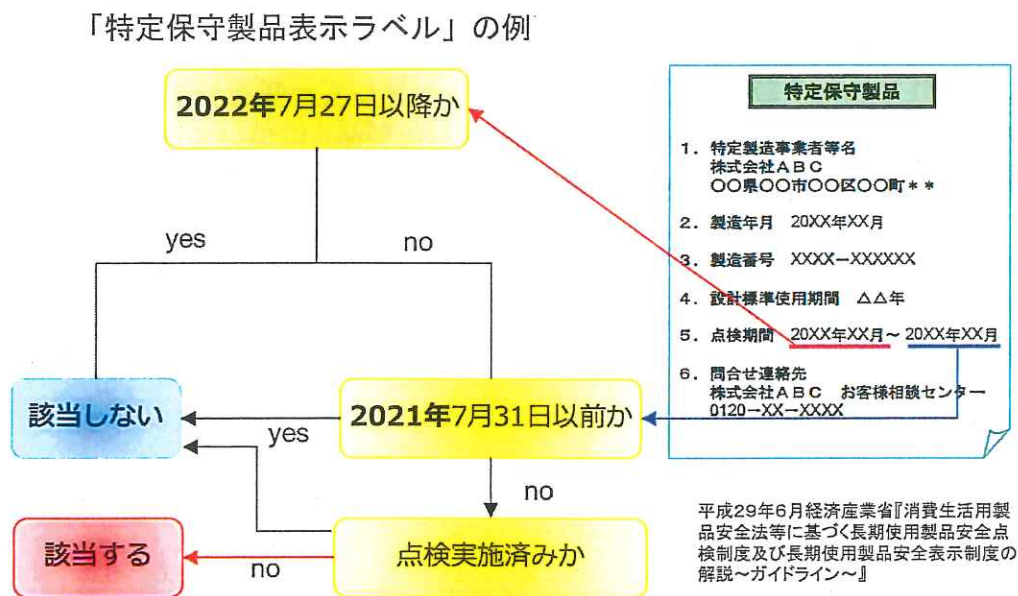 「特定保守製品表示ラベル」の例
2022年7月27日以降か
yes
no
該当しない
2021年7月31日以前か
yes
no
該当する
no
点検実施済みか
特定保守製品
1. 特定製造事業者等名
株式会社ABC
〇〇県〇〇市〇〇区〇〇町＊＊
2. 製造年月 20XX年XX月
3. 製造番号 XXXX－XXXXXX
4. 設計標準使用期間 △△年
5. 点検期間 20XX年XX月～20XX年XX月
6. 問合せ連絡先
株式会社ABC お客様相談センター
0120－XX－XXXX
平成29年6月経済産業省『消費生活用製
品安全法等に基づく長期使用製品安全点
検制度及び長期使用製品安全表示制度の
解説～ガイドライン～』